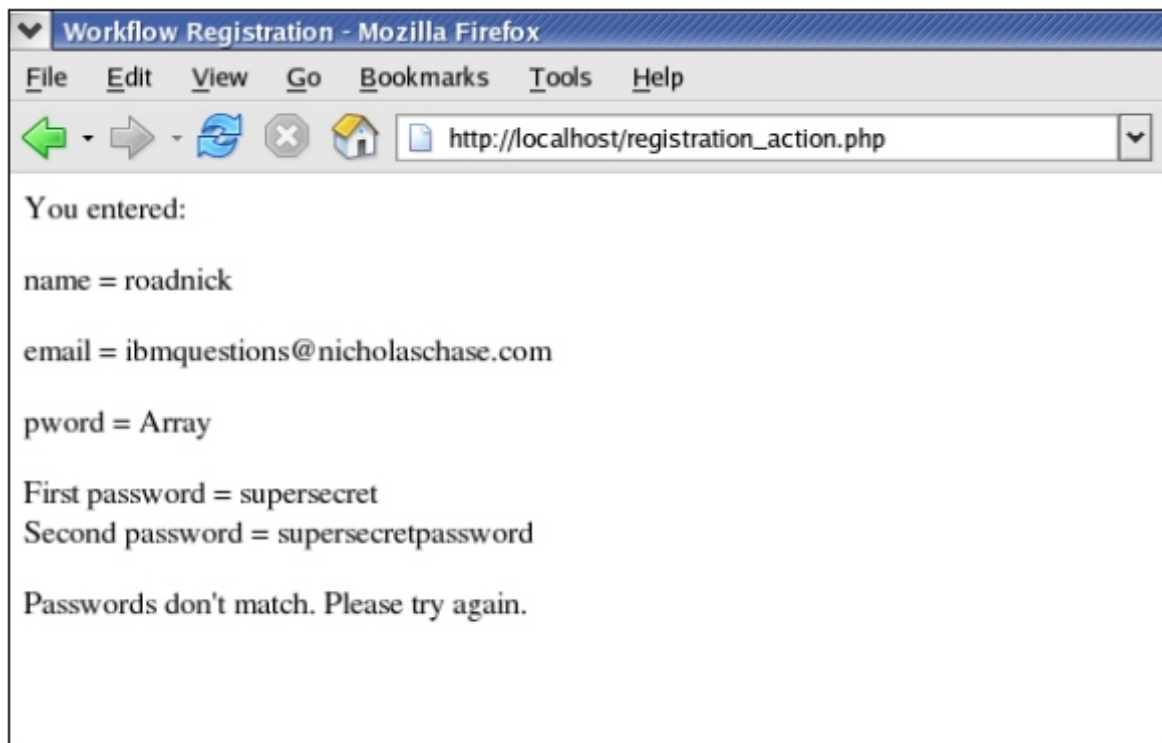 Workflow Registration - Mozilla Firefox
File Edit View Go Bookmarks Tools Help
http://localhost/registration_action.php
You entered:
name = roadnick
email = ibmquestions@nicholaschase.com
pword = Array
First password = supersecret
Second password = supersecretpassword
Passwords don't match. Please try again.